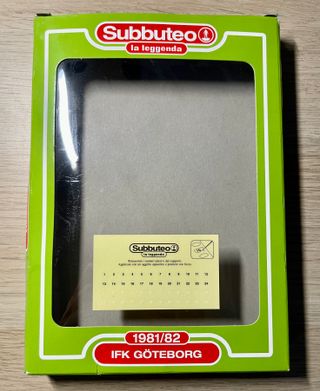 Subbuteo
la leggenda
Subbuteo
la leggenda
1 2 3 4 5 6 7 8 9 10 11 12
13 14 15 16 17 18 19 20 21 22 23 24
1981/82
IFK GÖTEBORG